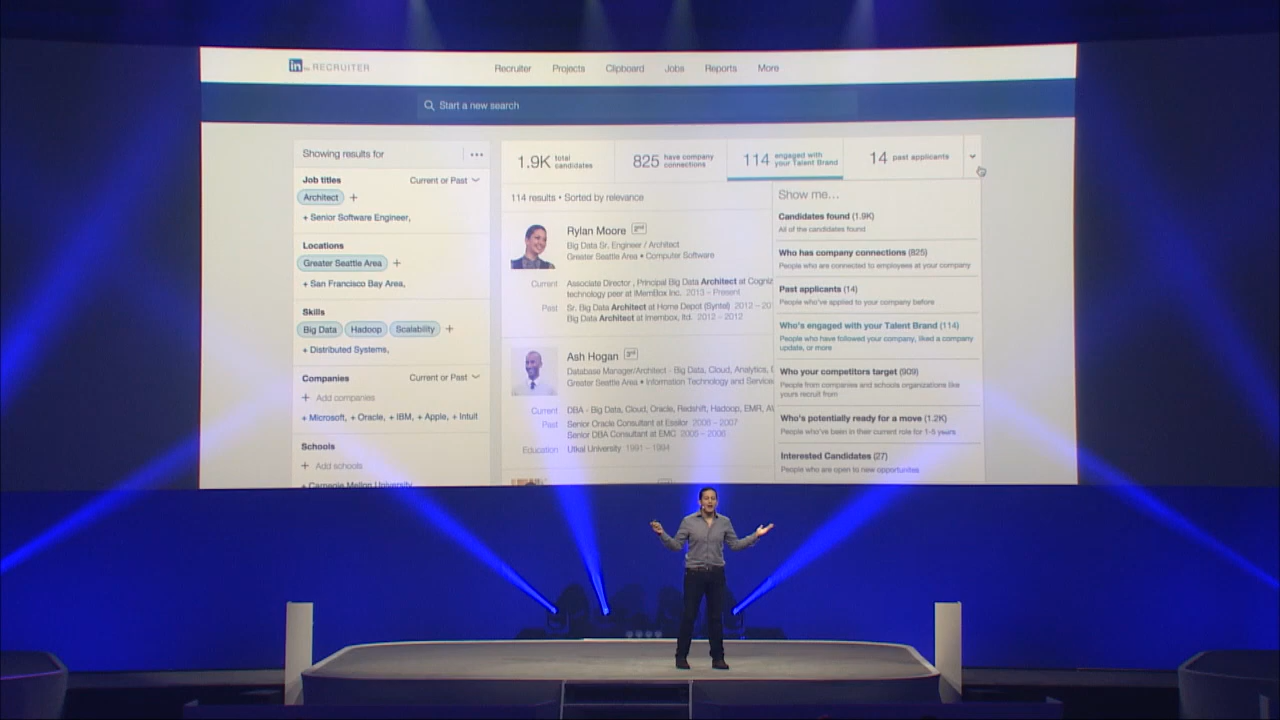 in RECRUITER
Recruiter Projects Clipboard Jobs Reports More
Start a new search
Showing results for
Job titles Current or Past
Architect +
+ Senior Software Engineer,
Locations
Greater Seattle Area +
+ San Francisco Bay Area,
Skills
Big Data Hadoop Scalability +
+ Distributed Systems,
Companies Current or Past
+ Add companies
+ Microsoft, + Oracle, + IBM, + Apple, + Intuit
Schools
+ Add schools
+ Carnegie Mellon University
1.9K total candidates
825 have company connections
114 engaged with your Talent Brand
14 past applicants
114 results • Sorted by relevance
Rylan Moore 2nd
Big Data Sr. Engineer / Architect
Greater Seattle Area • Computer Software
Current Associate Director , Principal Big Data Architect at Cogniz
technology peer at iMemBox Inc. 2013 – Present
Past Sr. Big Data Architect at Home Depot (Syntel) 2012 – 20
Big Data Architect at Imembox, ltd. 2012 – 2012
Ash Hogan 3rd
Database Manager/Architect - Big Data, Cloud, Analytics,
Greater Seattle Area • Information Technology and Service
Current DBA - Big Data, Cloud, Oracle, Redshift, Hadoop, EMR,
Past Senior Oracle Consultant at Essilor 2006 – 2007
Senior DBA Consultant at EMC 2005 – 2006
Education Utkal University 1991 – 1994
Show me...
Candidates found (1.9K)
All of the candidates found
Who has company connections (825)
People who are connected to employees at your company
Past applicants (14)
People who've applied to your company before
Who's engaged with your Talent Brand (114)
People who have followed your company, liked a company
update, or more
Who your competitors target (909)
People from companies and schools organizations like
yours recruit from
Who's potentially ready for a move (1.2K)
People who've been in their current role for 1-5 years
Interested Candidates (27)
People who are open to new opportunites